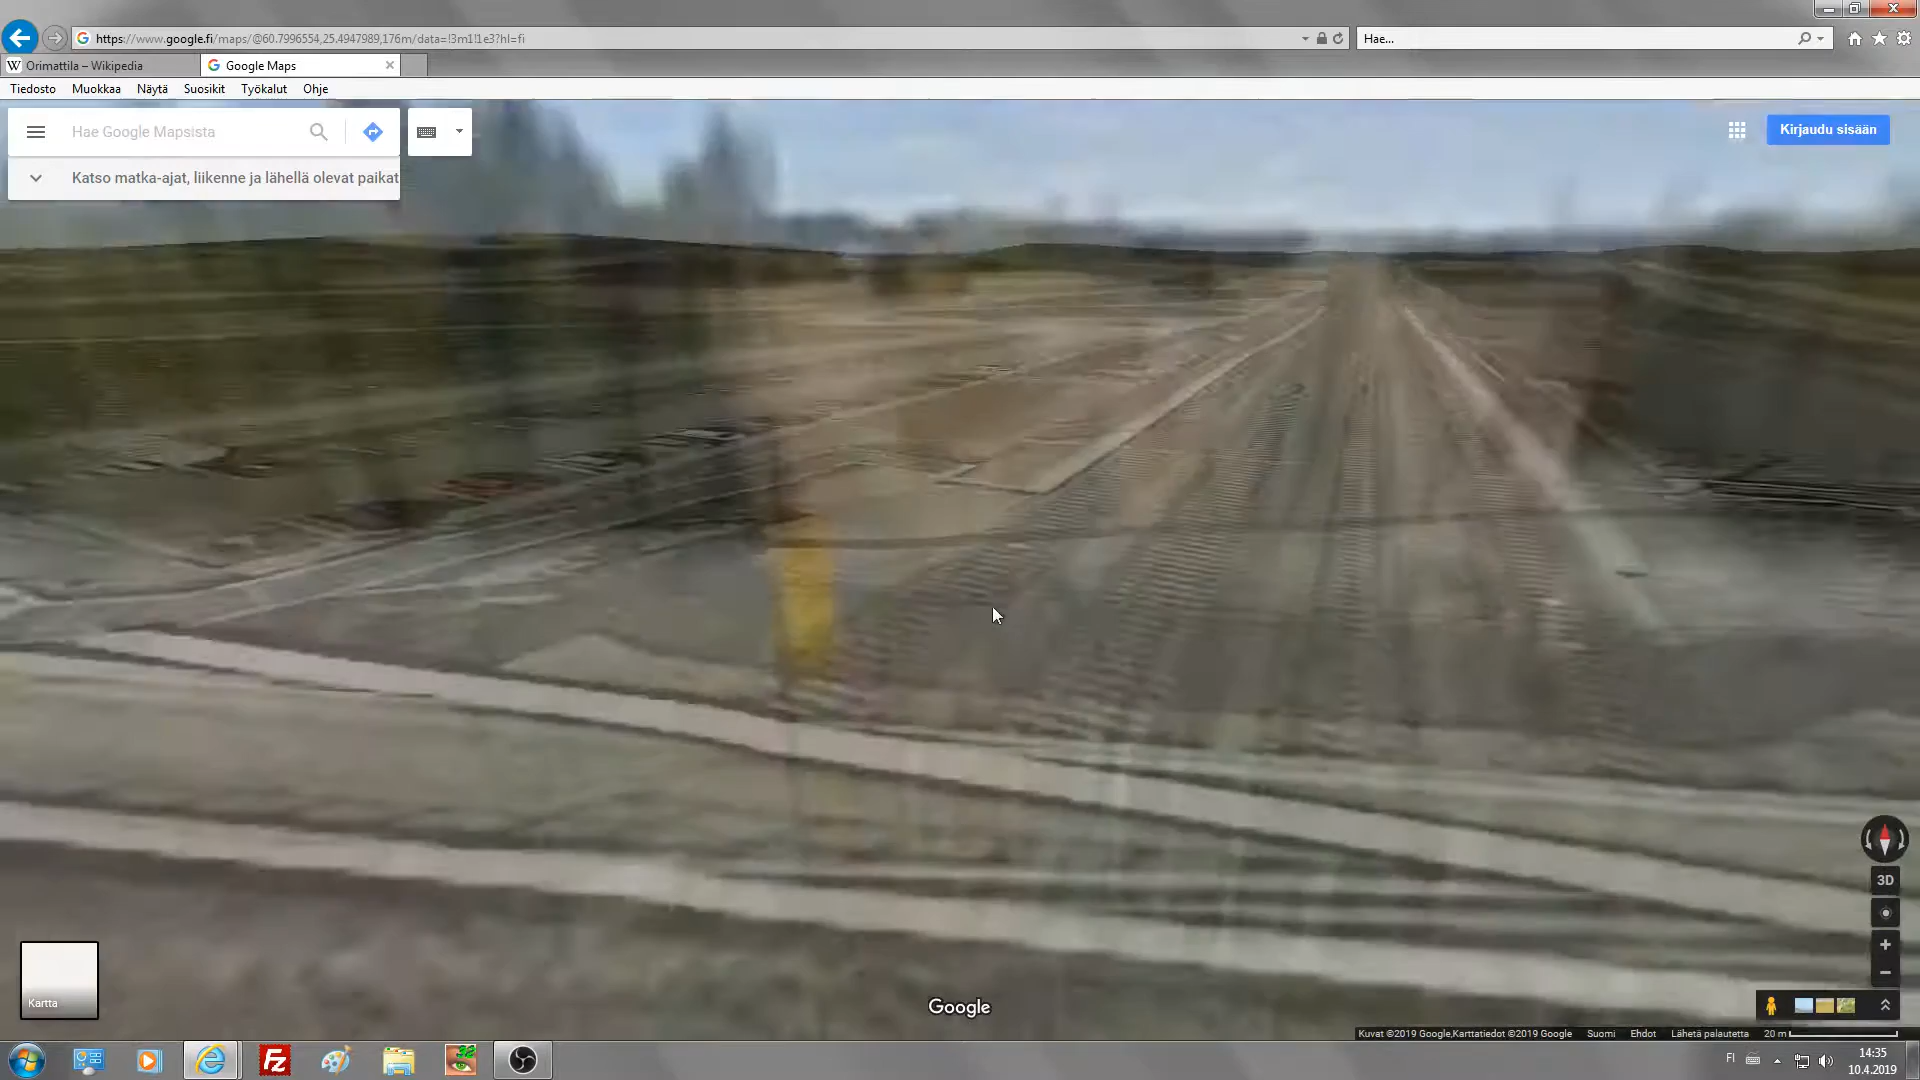 https://www.google.fi/maps/@60.7996554,25.4947989,176m/data=!3m1!1e3?hl=fi
Hae...
Orimattila – Wikipedia
Google Maps
Tiedosto Muokkaa Näytä Suosikit Työkalut Ohje
Hae Google Mapsista
Kirjaudu sisään
Katso matka-ajat, liikenne ja lähellä olevat paikat
3D
Kartta
Google
Kuvat ©2019 Google,Karttatiedot ©2019 Google Suomi Ehdot Lähetä palautetta 20 m
FI
14:35
10.4.2019